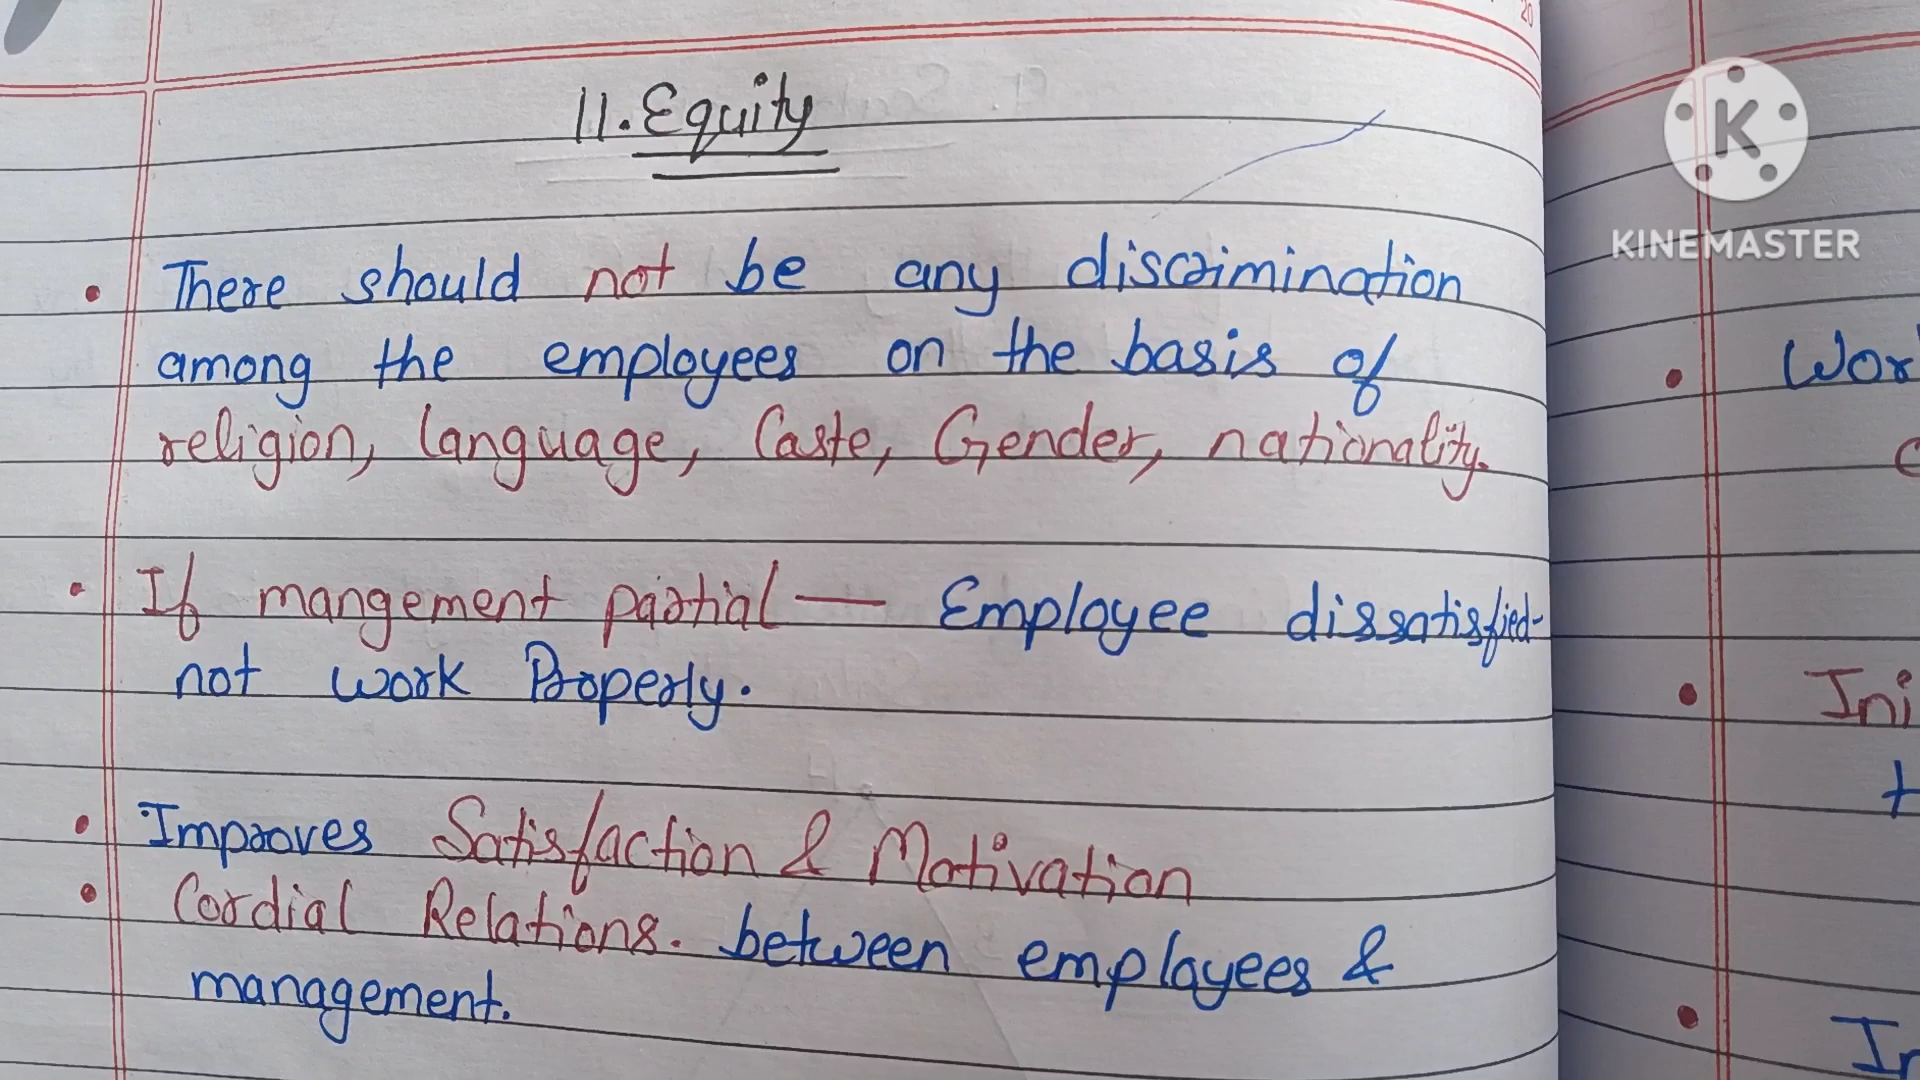 11. Equity
• There should not be any discrimination
among the employees on the basis of
religion, language, Caste, Gender, nationality.
• If mangement partial — Employee dissatisfied-
not work Properly.
• Improves Satisfaction & Motivation
• Cordial Relations. between employees &
management.
20
K
KINEMASTER
• Wor
• Ini
t
• In